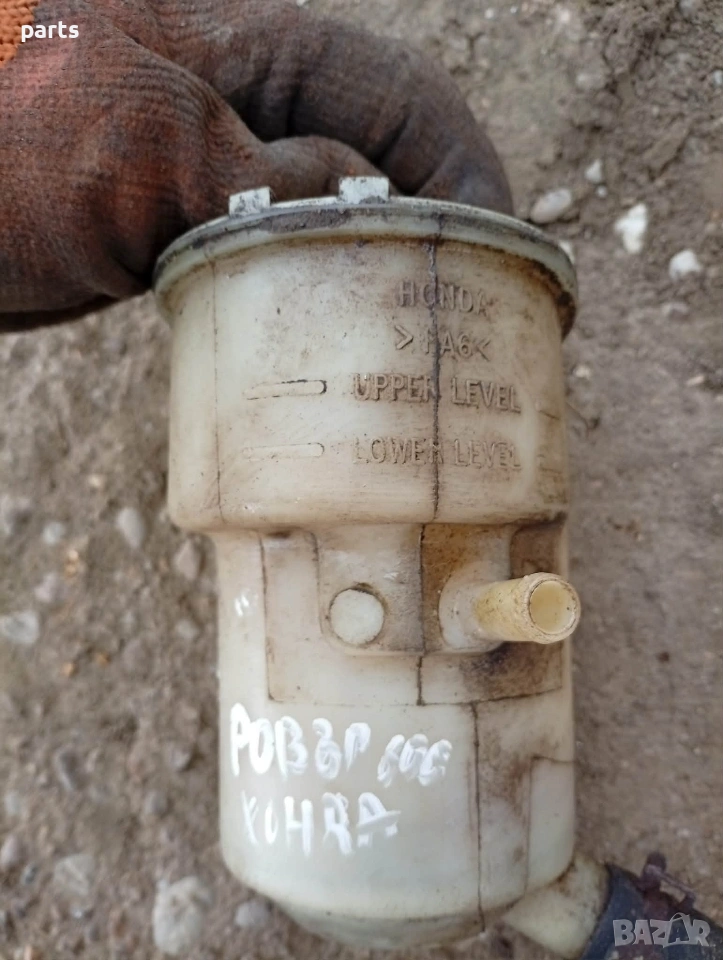 parts
HONDA
>PA6<
UPPER LEVEL
LOWER LEVEL
РОВЪР 600
ХОНДА
BAZAR